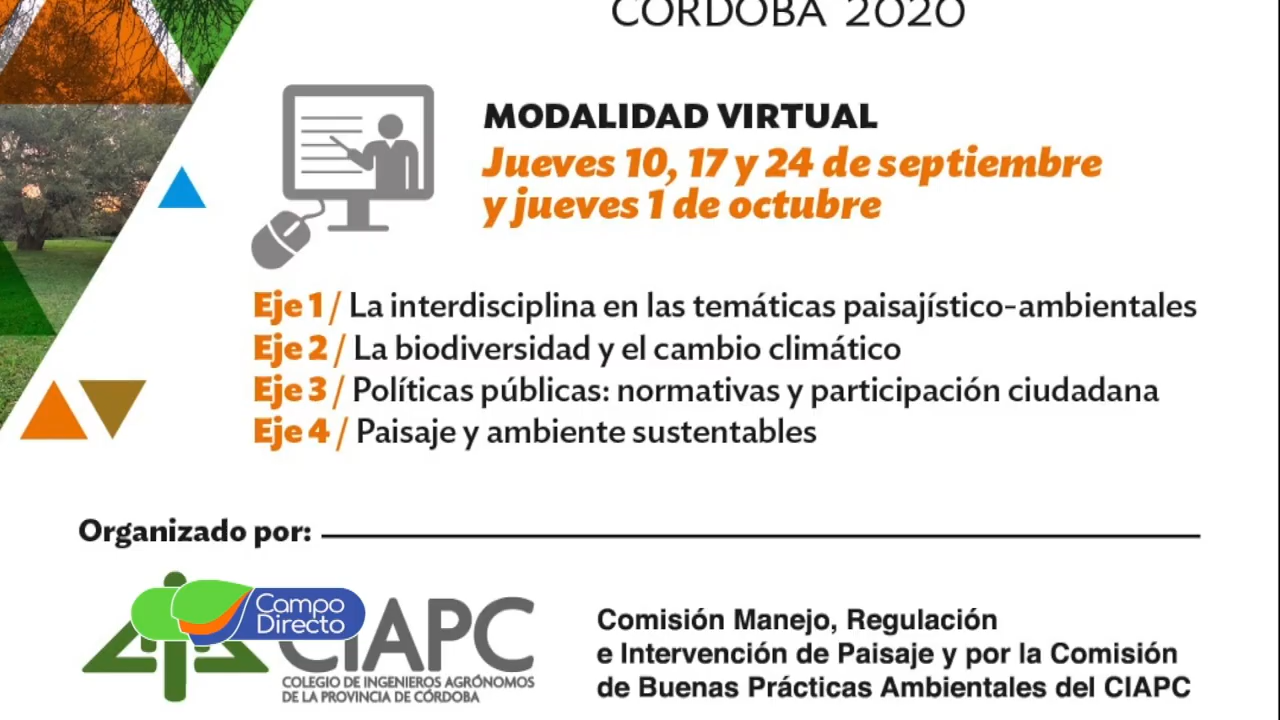 CÓRDOBA 2020
MODALIDAD VIRTUAL
Jueves 10, 17 y 24 de septiembre
y jueves 1 de octubre
Eje 1 / La interdisciplina en las temáticas paisajístico-ambientales
Eje 2 / La biodiversidad y el cambio climático
Eje 3 / Políticas públicas: normativas y participación ciudadana
Eje 4 / Paisaje y ambiente sustentables
Organizado por:
Campo
Directo
CIAPC
COLEGIO DE INGENIEROS AGRÓNOMOS
DE LA PROVINCIA DE CÓRDOBA
Comisión Manejo, Regulación
e Intervención de Paisaje y por la Comisión
de Buenas Prácticas Ambientales del CIAPC